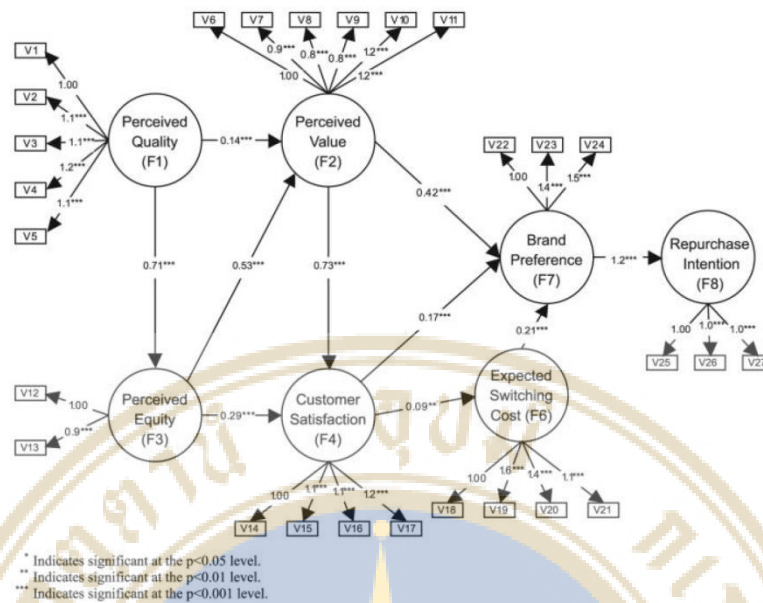 V6 V7 V8 V9 V10 V11
1.00 0.9*** 0.8*** 0.8*** 1.2*** 1.2***
V1
V2
V3
V4
V5
1.00
1.1***
1.1***
1.2***
1.1***
Perceived
Quality
(F1)
0.14***
Perceived
Value
(F2)
V22 V23 V24
1.00 1.4*** 1.5***
0.42***
Brand
Preference
(F7)
1.2***
Repurchase
Intention
(F8)
1.00 1.0*** 1.0***
V25 V26 V27
0.71***
0.53***
0.73***
0.17***
0.21***
V12
V13
1.00
0.9***
Perceived
Equity
(F3)
0.29***
Customer
Satisfaction
(F4)
0.09**
Expected
Switching
Cost (F6)
1.00 1.1*** 1.1*** 1.2***
V14 V15 V16 V17
1.00 1.6*** 1.4*** 1.1***
V18 V19 V20 V21
* Indicates significant at the p<0.05 level.
** Indicates significant at the p<0.01 level.
*** Indicates significant at the p<0.001 level.